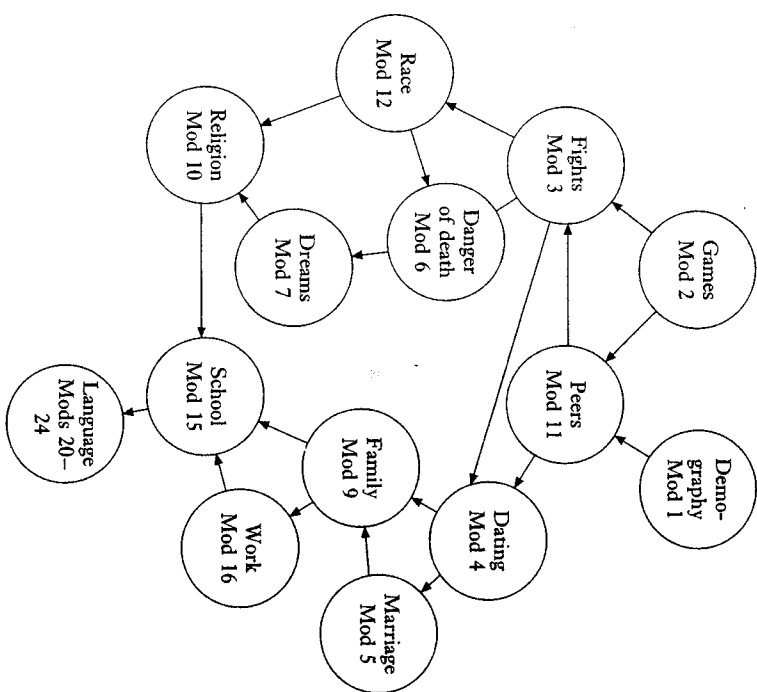 Demo-
graphy
Mod 1
Games
Mod 2
Peers
Mod 11
Fights
Mod 3
Dating
Mod 4
Marriage
Mod 5
Race
Mod 12
Danger
of death
Mod 6
Family
Mod 9
Dreams
Mod 7
Work
Mod 16
Religion
Mod 10
School
Mod 15
Language
Mods 20–
24